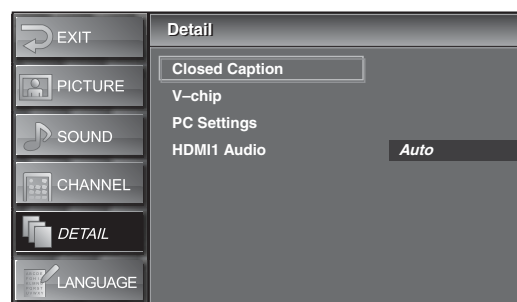 EXIT
PICTURE
SOUND
CHANNEL
DETAIL
LANGUAGE
Detail
Closed Caption
V–chip
PC Settings
HDMI1 Audio Auto